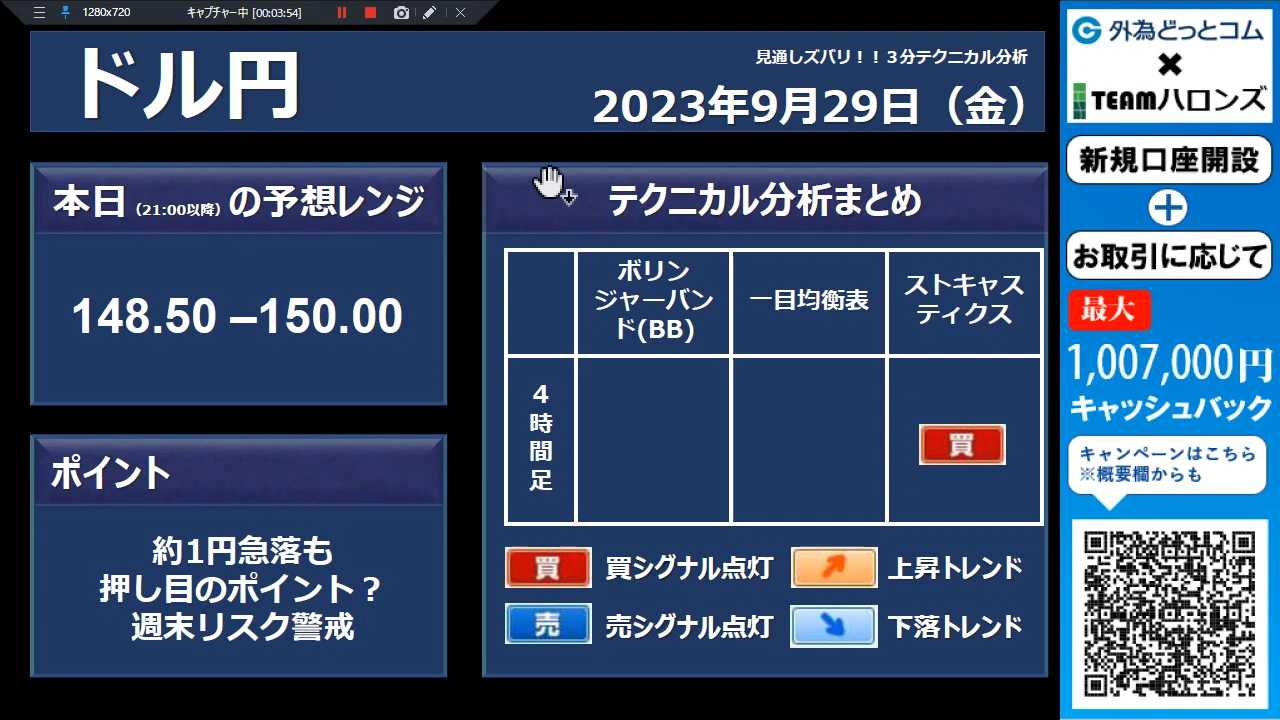 1280x720
キャプチャー中 [00:03:54]
ドル円
見通しズバリ！！３分テクニカル分析
2023年9月29日（金）
本日（21:00以降）の予想レンジ
148.50 –150.00
ポイント
約1円急落も
押し目のポイント？
週末リスク警戒
テクニカル分析まとめ
ボリン
ジャーバン
ド(BB)
一目均衡表
ストキャス
ティクス
４
時
間
足
買
買
買シグナル点灯
上昇トレンド
売
売シグナル点灯
下落トレンド
外為どっとコム
×
TEAMハロンズ
新規口座開設
＋
お取引に応じて
最大
1,007,000円
キャッシュバック
キャンペーンはこちら
※概要欄からも